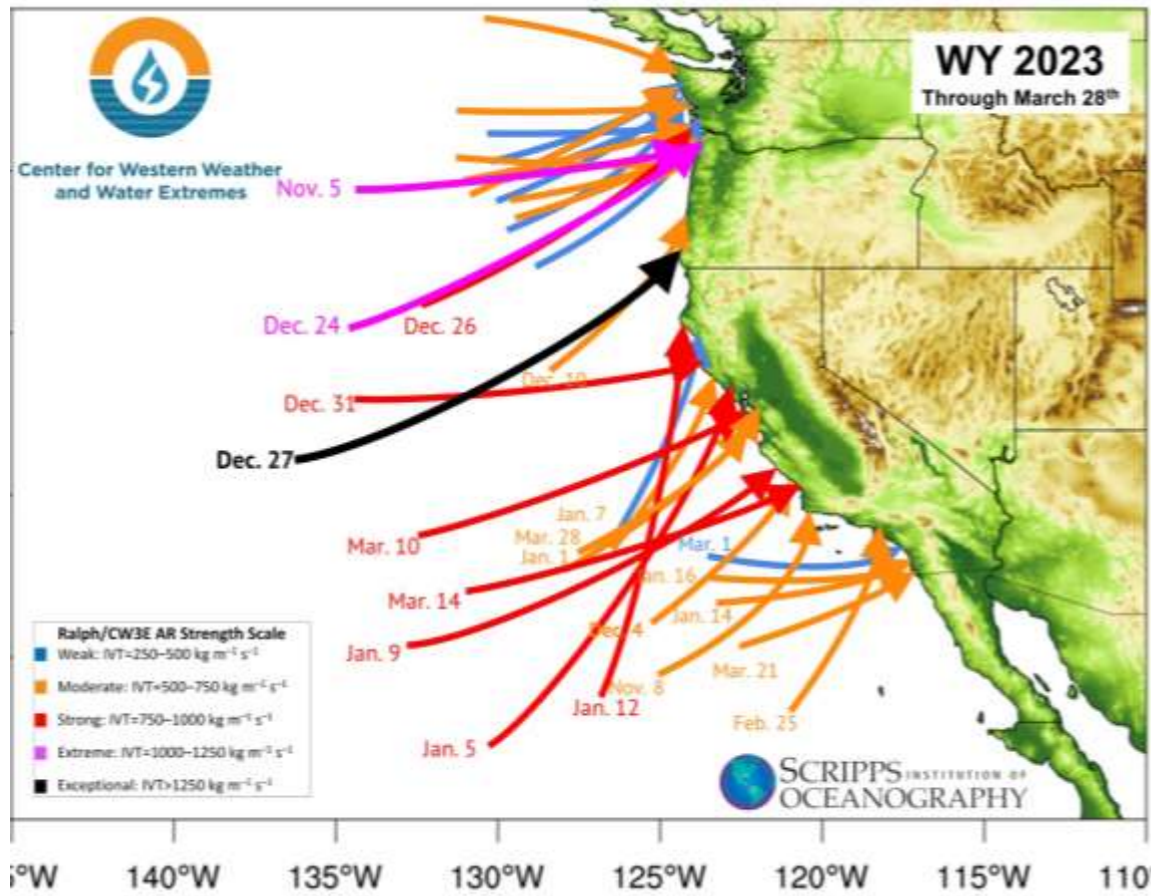 WY 2023
Through March 28th
Center for Western Weather
and Water Extremes
Nov. 5
Dec. 24
Dec. 26
Dec. 10
Dec. 31
Dec. 27
Jan. 7
Mar. 28
Jan. 1
Mar. 10
Mar. 1
Jan. 16
Mar. 14
Jan. 14
Dec. 4
Jan. 9
Mar. 21
Nov. 8
Jan. 12
Feb. 25
Jan. 5
Ralph/CW3E AR Strength Scale
Weak: IVT=250–500 kg m⁻¹ s⁻¹
Moderate: IVT=500–750 kg m⁻¹ s⁻¹
Strong: IVT=750–1000 kg m⁻¹ s⁻¹
Extreme: IVT=1000–1250 kg m⁻¹ s⁻¹
Exceptional: IVT>1250 kg m⁻¹ s⁻¹
SCRIPPS INSTITUTION OF
OCEANOGRAPHY
5°W 140°W 135°W 130°W 125°W 120°W 115°W 110